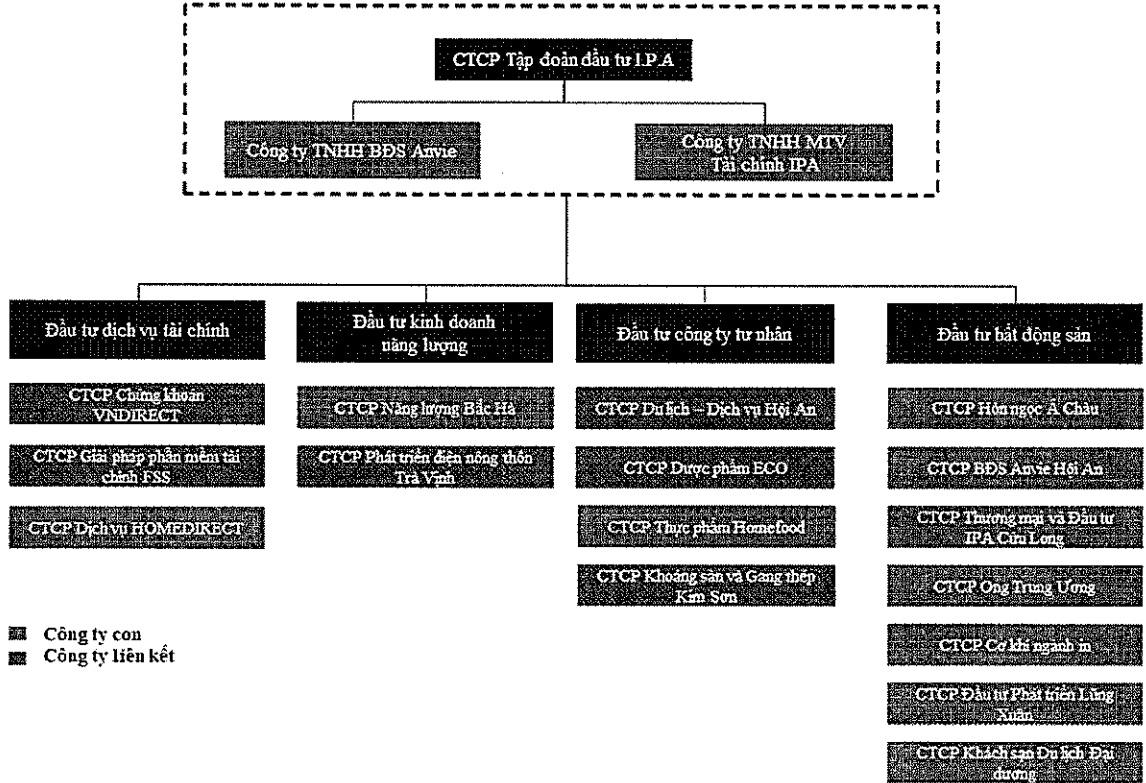 CTCP Tập đoàn đầu tư I.P.A
Công ty TNHH BĐS Anvie
Công ty TNHH MTV
Tài chính IPA
Đầu tư dịch vụ tài chính
CTCP Chứng khoán
VNDIRECT
CTCP Giải pháp phần mềm tài
chính FSS
CTCP Dịch vụ HOMEDIRECT
Đầu tư kinh doanh
năng lượng
CTCP Năng lượng Bắc Hà
CTCP Phát triển điện nông thôn
Trà Vinh
Đầu tư công ty tư nhân
CTCP Du lịch – Dịch vụ Hội An
CTCP Dược phẩm ECO
CTCP Thực phẩm Homefood
CTCP Khoáng sản và Gang thép
Kim Sơn
Đầu tư bất động sản
CTCP Hòn ngọc Á Châu
CTCP BĐS Anvie Hội An
CTCP Thương mại và Đầu tư
IPA Cửu Long
CTCP Ong Trung Ương
CTCP Cơ khí ngành in
CTCP Đầu tư Phát triển Lũng
Xuân
CTCP Khách sạn Du lịch Đại
dương
Công ty con
Công ty liên kết